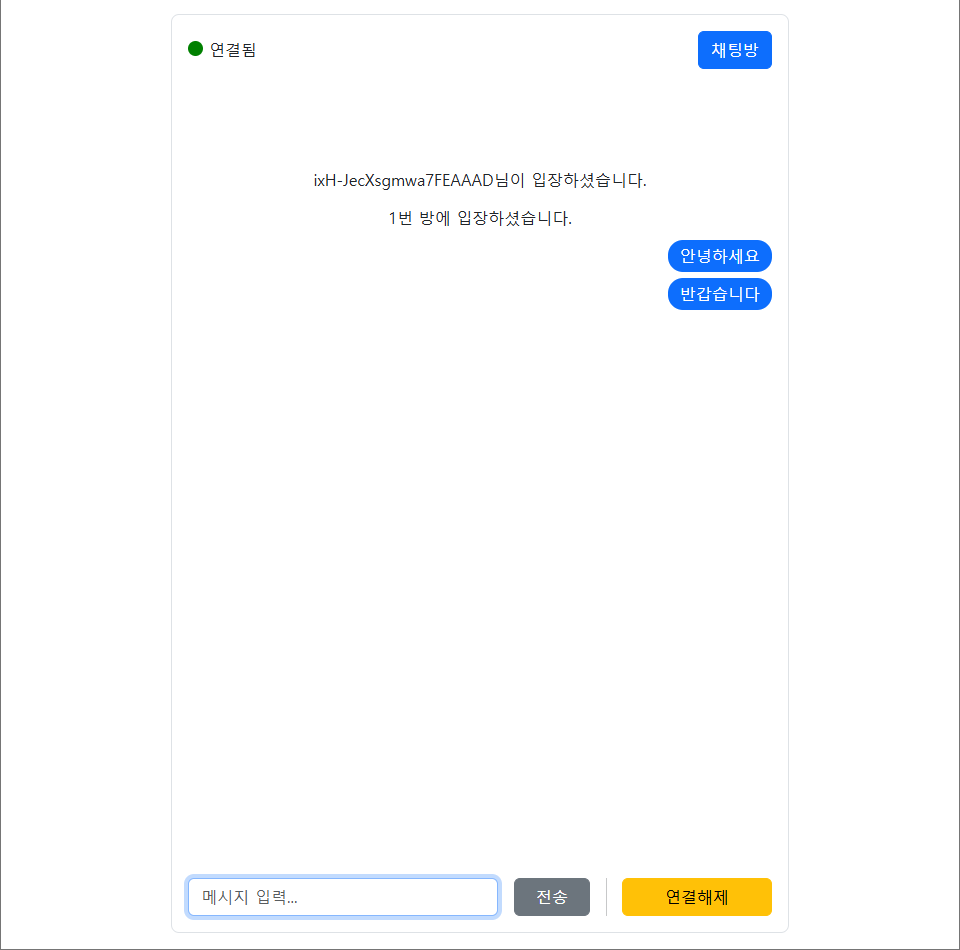 연결됨
채팅방
ixH-JecXsgmwa7FEAAAD님이 입장하셨습니다.
1번 방에 입장하셨습니다.
안녕하세요
반갑습니다
메시지 입력...
전송
연결해제